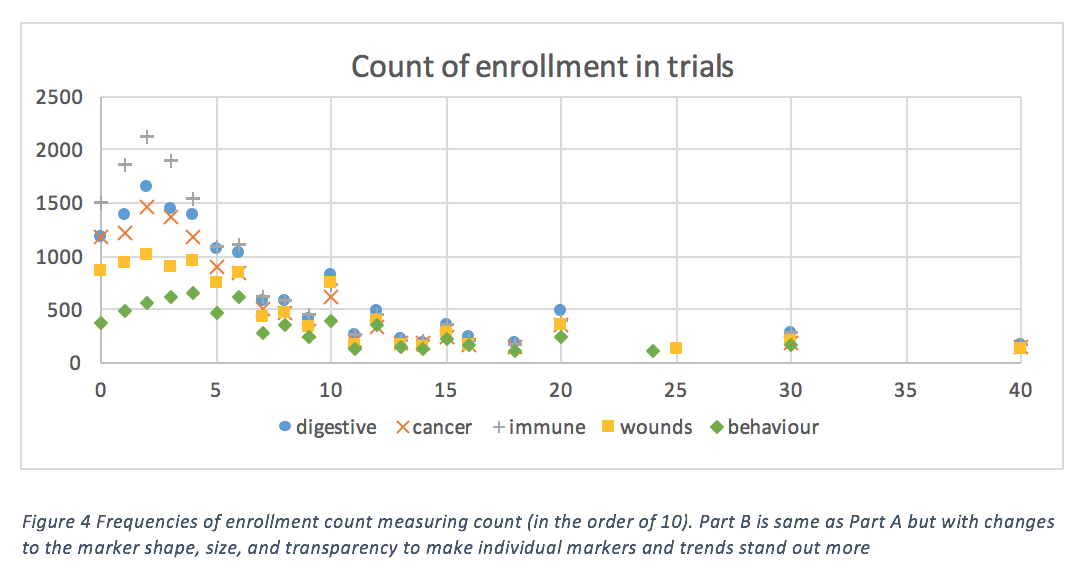 Count of enrollment in trials
2500
2000
1500
1000
500
0
0 5 10 15 20 25 30 35 40
digestive cancer immune wounds behaviour
Figure 4 Frequencies of enrollment count measuring count (in the order of 10). Part B is same as Part A but with changes
to the marker shape, size, and transparency to make individual markers and trends stand out more